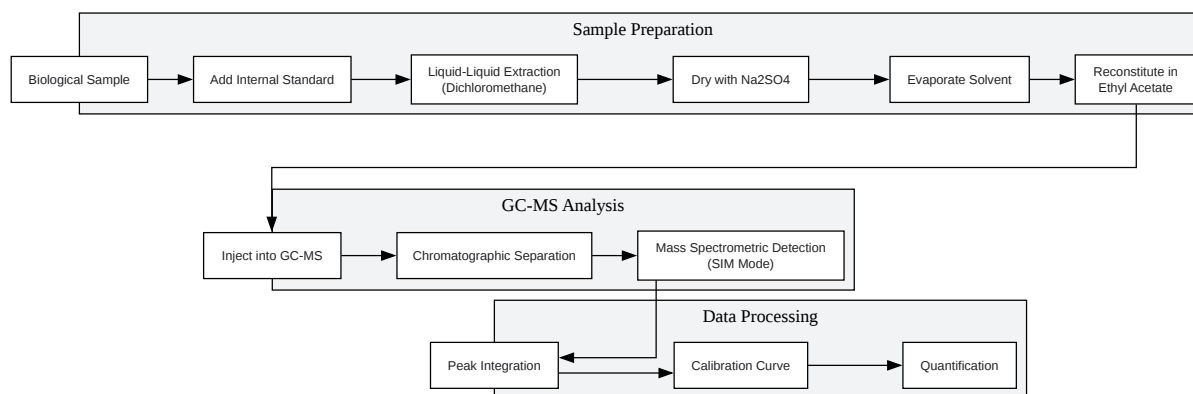 Sample Preparation
Biological Sample
Add Internal Standard
Liquid-Liquid Extraction
(Dichloromethane)
Dry with Na2SO4
Evaporate Solvent
Reconstitute in
Ethyl Acetate
GC-MS Analysis
Inject into GC-MS
Chromatographic Separation
Mass Spectrometric Detection
(SIM Mode)
Data Processing
Peak Integration
Calibration Curve
Quantification